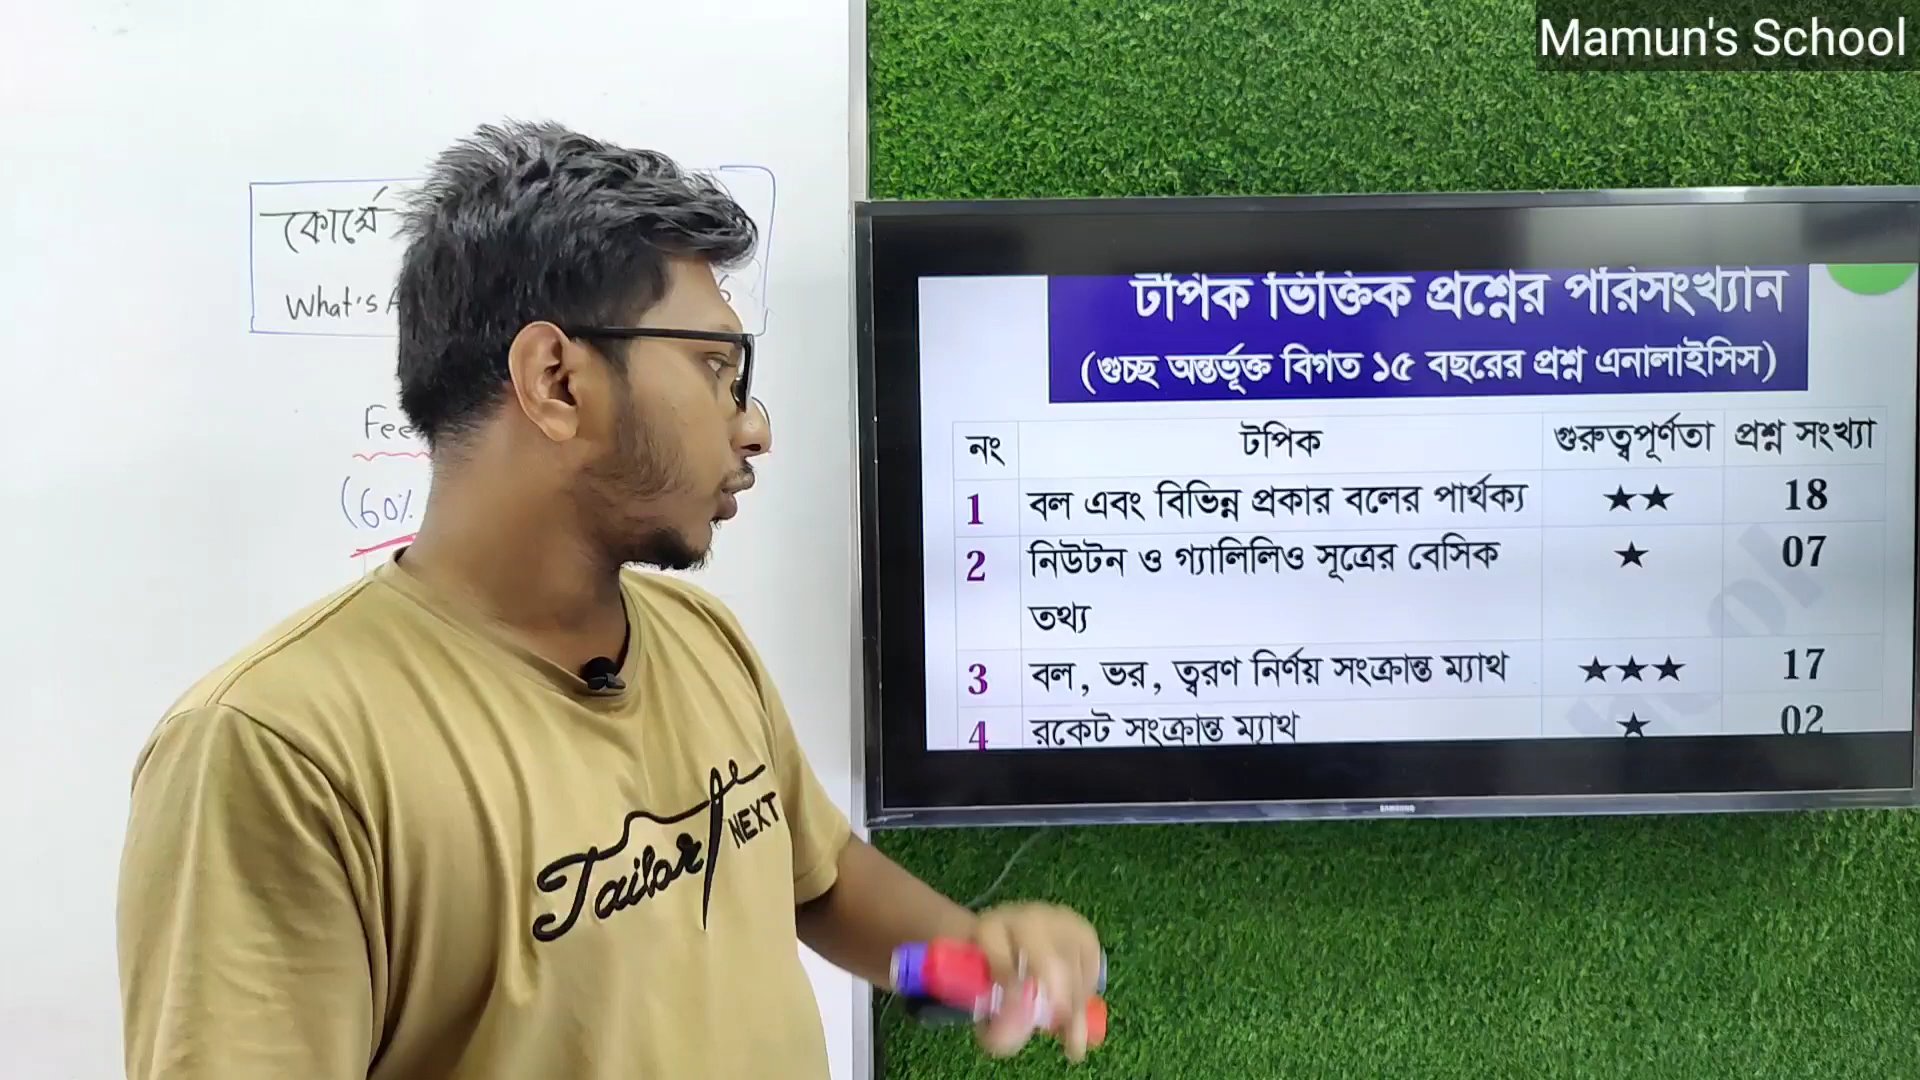 Mamun's School
কোর্সে
What's A
Fee
(60%
Tailor
NEXT
টপিক ভিত্তিক প্রশ্নের পরিসংখ্যান
(গুচ্ছ অন্তর্ভূক্ত বিগত ১৫ বছরের প্রশ্ন এনালাইসিস)
নং টপিক গুরুত্বপূর্ণতা প্রশ্ন সংখ্যা
1 বল এবং বিভিন্ন প্রকার বলের পার্থক্য ★★ 18
2 নিউটন ও গ্যালিলিও সূত্রের বেসিক ★ 07
তথ্য
3 বল, ভর, ত্বরণ নির্ণয় সংক্রান্ত ম্যাথ ★★★ 17
4 রকেট সংক্রান্ত ম্যাথ ★ 02
SAMSUNG